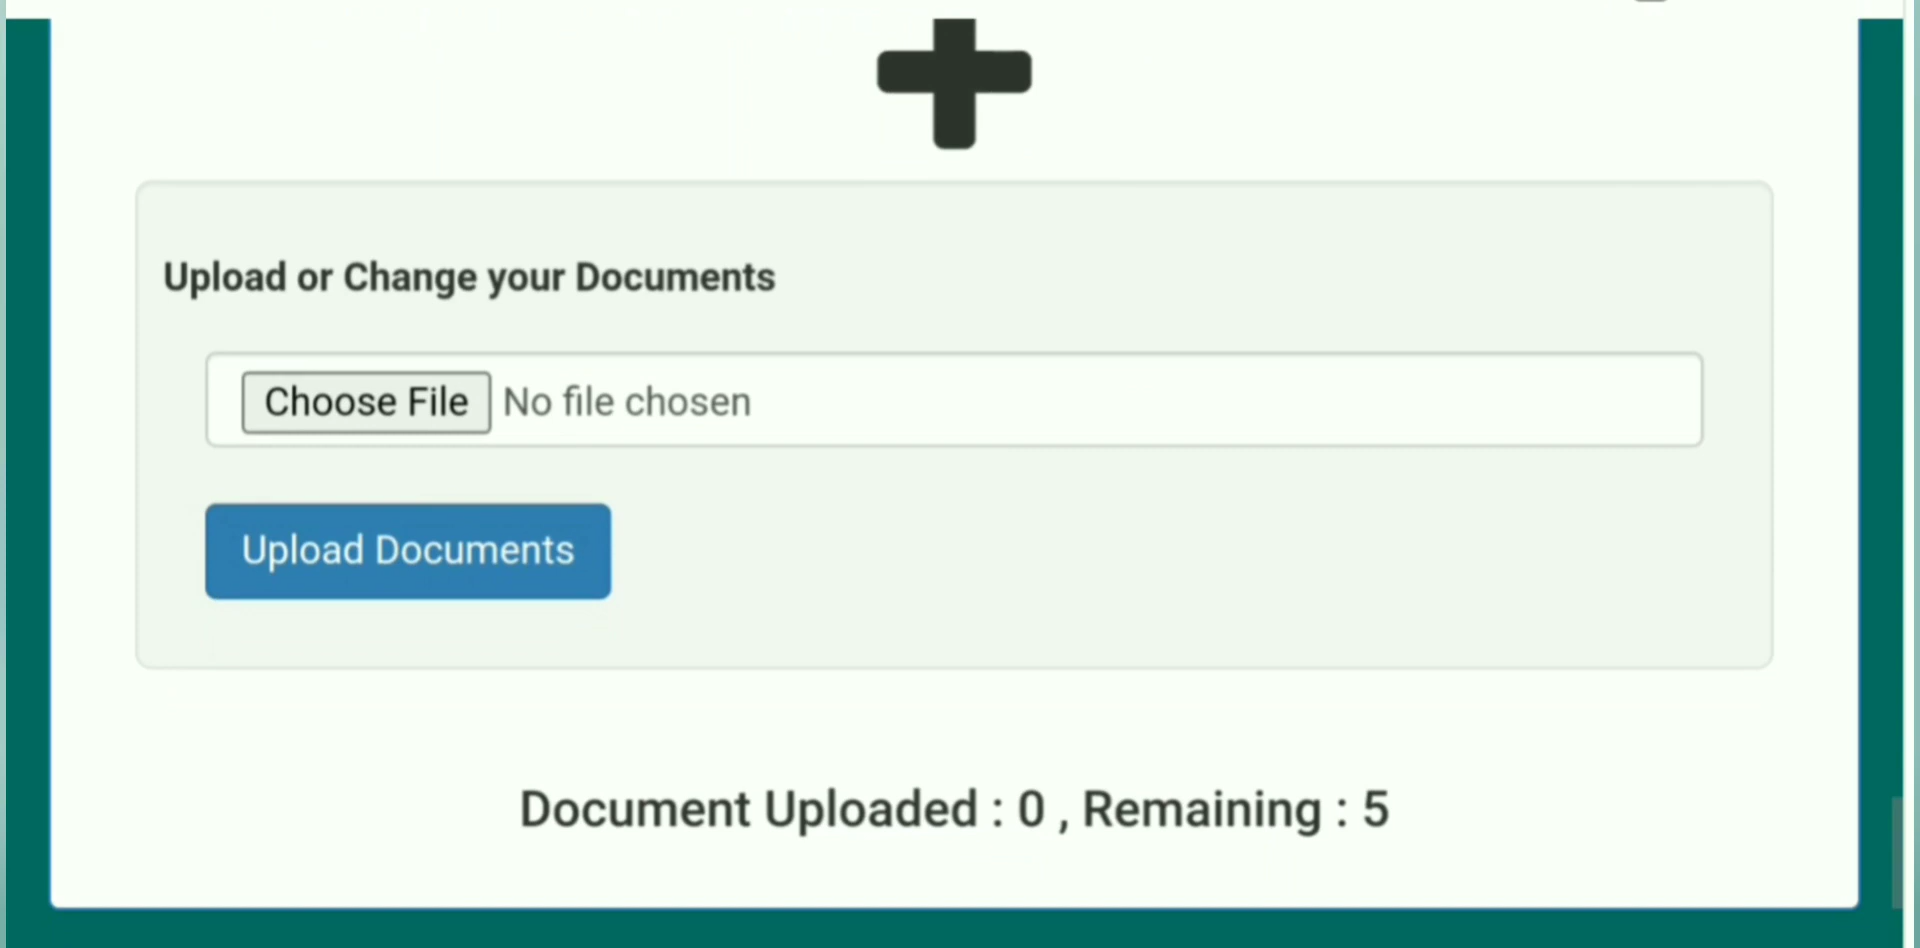 Upload or Change your Documents
Choose File No file chosen
Upload Documents
Document Uploaded : 0 , Remaining : 5